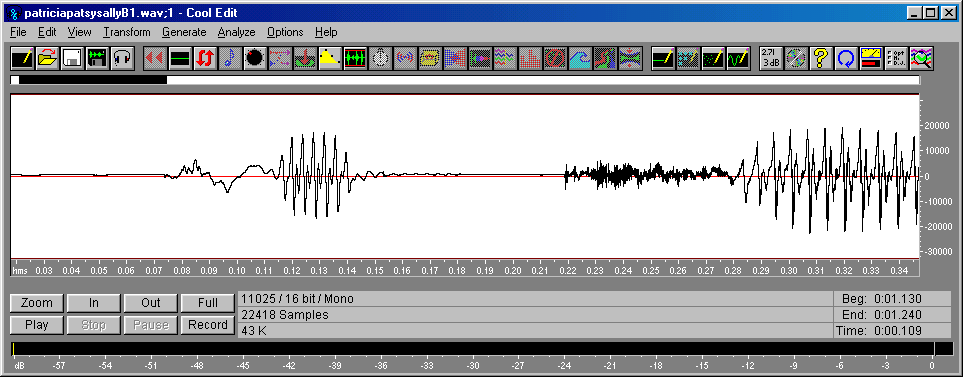 patriciapatsysallyB1.wav;1 - Cool Edit
File Edit View Transform Generate Analyze Options Help
2.71
3 dB
opt
20000
10000
0
-10000
-20000
-30000
hms 0.03 0.04 0.05 0.06 0.07 0.08 0.09 0.10 0.10 0.11 0.12 0.13 0.14 0.15 0.16 0.17 0.18 0.19 0.20 0.21 0.22 0.23 0.24 0.25 0.26 0.27 0.28 0.29 0.30 0.31 0.32 0.33 0.34
Zoom In Out Full
Play Stop Pause Record
11025 / 16 bit / Mono
22418 Samples
43 K
Beg: 0:01.130
End: 0:01.240
Time: 0:00.109
dB -57 -54 -51 -48 -45 -42 -39 -36 -33 -30 -27 -24 -21 -18 -15 -12 -9 -6 -3 0